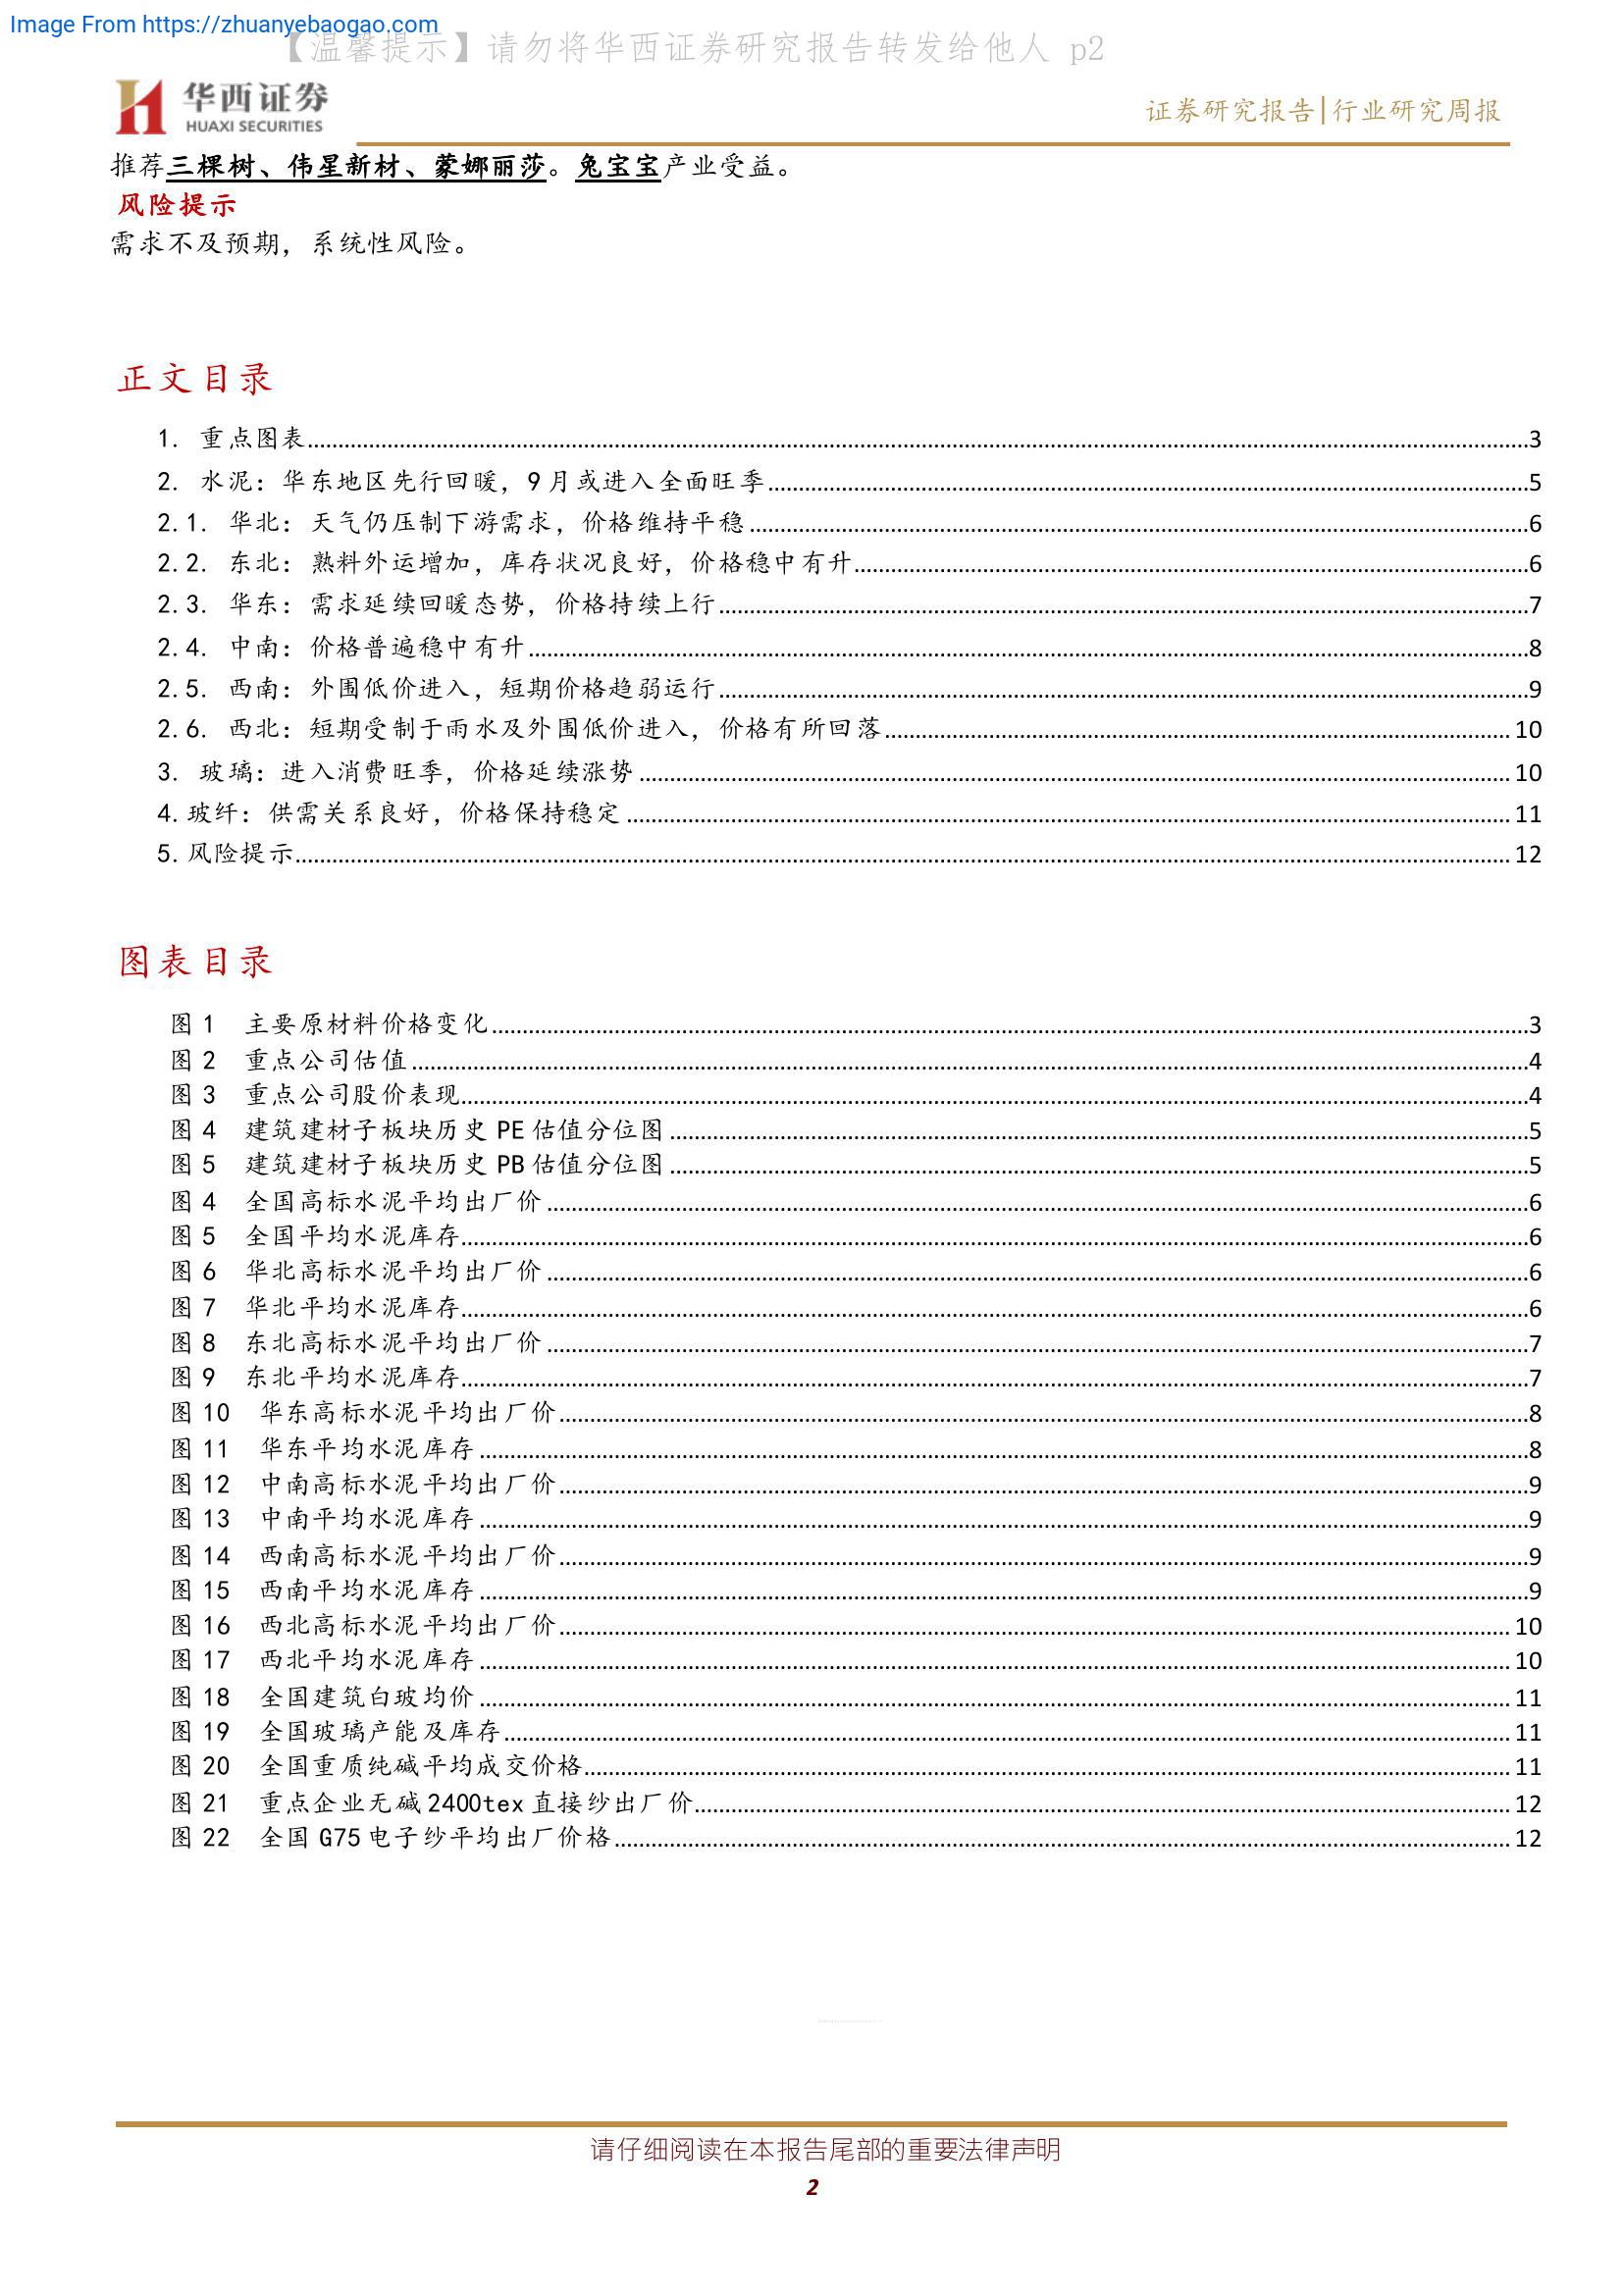 Image From https://zhuanyebaogao.com
【温馨提示】请勿将华西证券研究报告转发给他人 p2
华西证券
HUAXI SECURITIES
证券研究报告|行业研究周报
推荐三棵树、伟星新材、蒙娜丽莎。兔宝宝产业受益。
风险提示
需求不及预期，系统性风险。
正文目录
1. 重点图表 3
2. 水泥：华东地区先行回暖，9月或进入全面旺季 5
2.1. 华北：天气仍压制下游需求，价格维持平稳 6
2.2. 东北：熟料外运增加，库存状况良好，价格稳中有升 6
2.3. 华东：需求延续回暖态势，价格持续上行 7
2.4. 中南：价格普遍稳中有升 8
2.5. 西南：外围低价进入，短期价格趋弱运行 9
2.6. 西北：短期受制于雨水及外围低价进入，价格有所回落 10
3. 玻璃：进入消费旺季，价格延续涨势 10
4.玻纤：供需关系良好，价格保持稳定 11
5.风险提示 12
图表目录
图 1 主要原材料价格变化 3
图 2 重点公司估值 4
图 3 重点公司股价表现 4
图 4 建筑建材子板块历史 PE 估值分位图 5
图 5 建筑建材子板块历史 PB 估值分位图 5
图 4 全国高标水泥平均出厂价 6
图 5 全国平均水泥库存 6
图 6 华北高标水泥平均出厂价 6
图 7 华北平均水泥库存 6
图 8 东北高标水泥平均出厂价 7
图 9 东北平均水泥库存 7
图 10 华东高标水泥平均出厂价 8
图 11 华东平均水泥库存 8
图 12 中南高标水泥平均出厂价 9
图 13 中南平均水泥库存 9
图 14 西南高标水泥平均出厂价 9
图 15 西南平均水泥库存 9
图 16 西北高标水泥平均出厂价 10
图 17 西北平均水泥库存 10
图 18 全国建筑白玻均价 11
图 19 全国玻璃产能及库存 11
图 20 全国重质纯碱平均成交价格 11
图 21 重点企业无碱2400tex直接纱出厂价 12
图 22 全国 G75 电子纱平均出厂价格 12
请仔细阅读在本报告尾部的重要法律声明
2